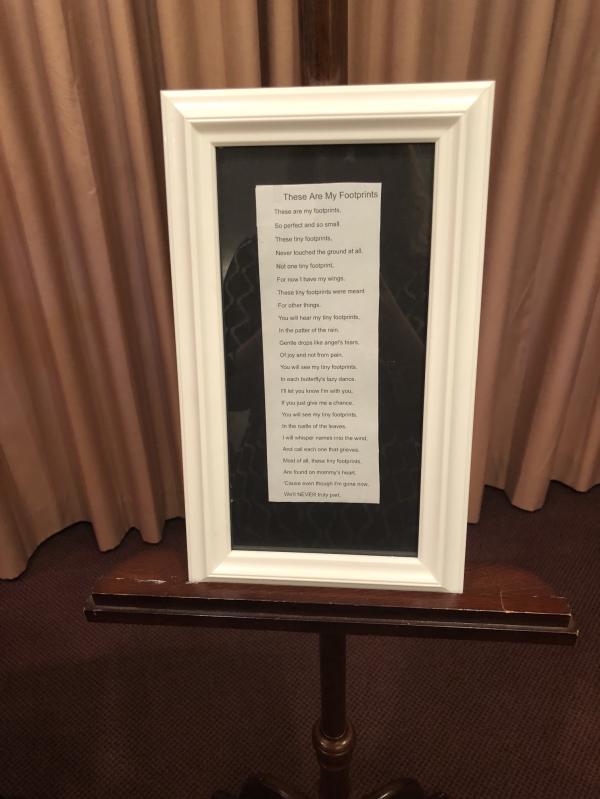 These Are My Footprints
These are my footprints,
So perfect and so small.
These tiny footprints,
Never touched the ground at all.
Not one tiny footprint,
For now I have my wings.
These tiny footprints were meant
For other things.
You will hear my tiny footprints,
In the patter of the rain.
Gentle drops like angel's tears,
Of joy and not from pain.
You will see my tiny footprints,
In each butterfly's lazy dance.
I'll let you know I'm with you,
If you just give me a chance.
You will see my tiny footprints,
In the rustle of the leaves.
I will whisper names into the wind,
And call each one that grieves.
Most of all, these tiny footprints,
Are found on mommy's heart.
'Cause even though I'm gone now,
We'll NEVER truly part.